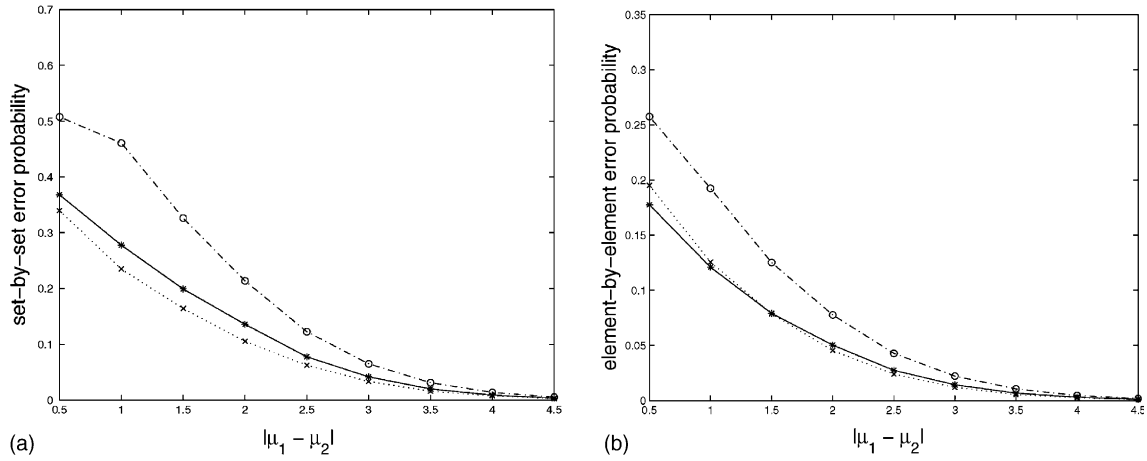 0.7
0.6
0.5
0.4
0.3
0.2
0.1
0
set-by-set error probability
0.5 1 1.5 2 2.5 3 3.5 4 4.5
|μ1 − μ2|
(a)
0.35
0.3
0.25
0.2
0.15
0.1
0.05
0
element-by-element error probability
0.5 1 1.5 2 2.5 3 3.5 4 4.5
|μ1 − μ2|
(b)